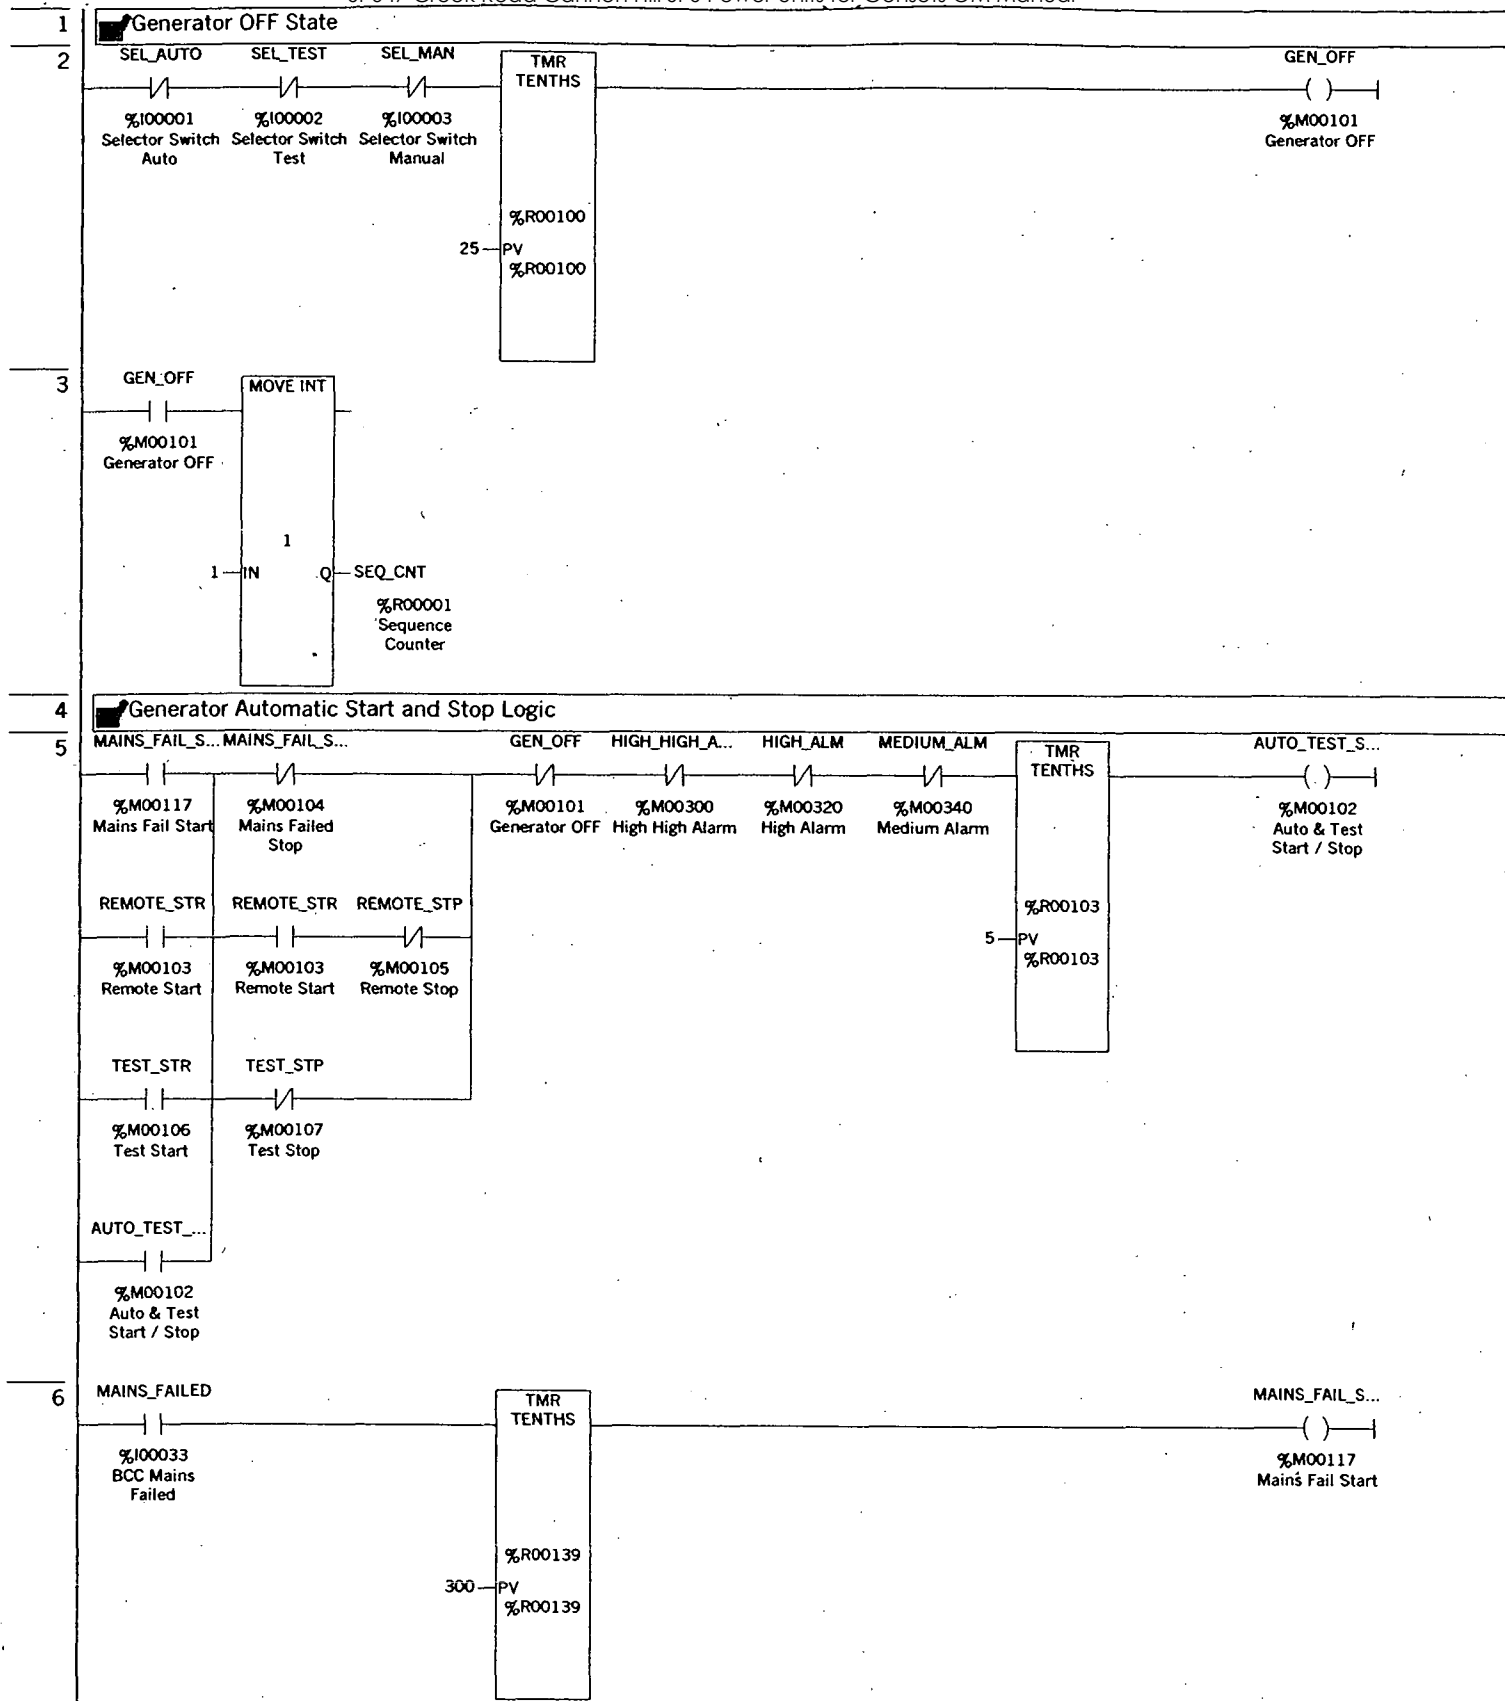 1
Generator OFF State
2
SEL_AUTO SEL_TEST SEL_MAN TMR GEN_OFF
TENTHS
%I00001 %I00002 %I00003 %M00101
Selector Switch Selector Switch Selector Switch Generator OFF
Auto Test Manual
%R00100
25 PV
%R00100
3
GEN_OFF MOVE INT
%M00101
Generator OFF
1
1 IN Q SEQ_CNT
%R00001
Sequence
Counter
4
Generator Automatic Start and Stop Logic
5
MAINS_FAIL_S... MAINS_FAIL_S... GEN_OFF HIGH_HIGH_A... HIGH_ALM MEDIUM_ALM TMR AUTO_TEST_S...
TENTHS
%M00117 %M00104 %M00101 %M00300 %M00320 %M00340 %M00102
Mains Fail Start Mains Failed Generator OFF High High Alarm High Alarm Medium Alarm Auto & Test
Stop Start / Stop
REMOTE_STR REMOTE_STR REMOTE_STP %R00103
5 PV
%M00103 %M00103 %M00105 %R00103
Remote Start Remote Start Remote Stop
TEST_STR TEST_STP
%M00106 %M00107
Test Start Test Stop
AUTO_TEST_...
%M00102
Auto & Test
Start / Stop
6
MAINS_FAILED TMR MAINS_FAIL_S...
TENTHS
%I00033 %M00117
BCC Mains Mains Fail Start
Failed
%R00139
300 PV
%R00139